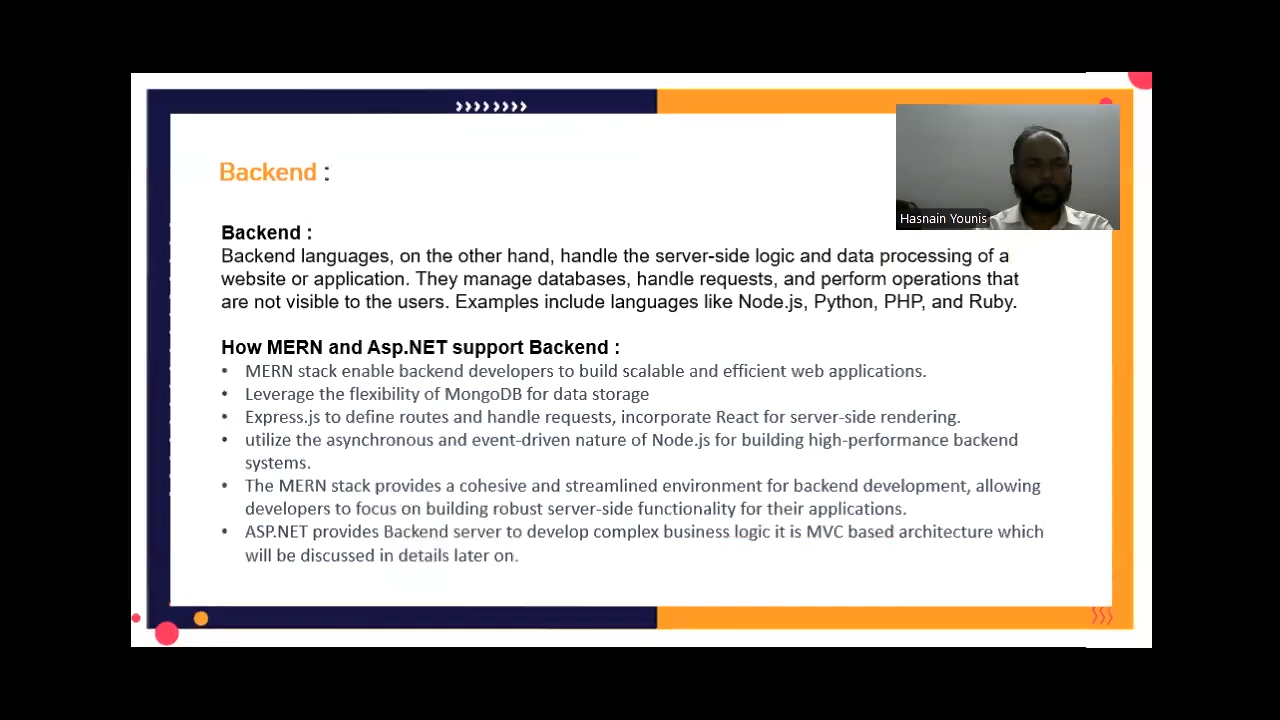 Backend :
Hasnain Younis
Backend :
Backend languages, on the other hand, handle the server-side logic and data processing of a
website or application. They manage databases, handle requests, and perform operations that
are not visible to the users. Examples include languages like Node.js, Python, PHP, and Ruby.
How MERN and Asp.NET support Backend :
• MERN stack enable backend developers to build scalable and efficient web applications.
• Leverage the flexibility of MongoDB for data storage
• Express.js to define routes and handle requests, incorporate React for server-side rendering.
• utilize the asynchronous and event-driven nature of Node.js for building high-performance backend
systems.
• The MERN stack provides a cohesive and streamlined environment for backend development, allowing
developers to focus on building robust server-side functionality for their applications.
• ASP.NET provides Backend server to develop complex business logic it is MVC based architecture which
will be discussed in details later on.